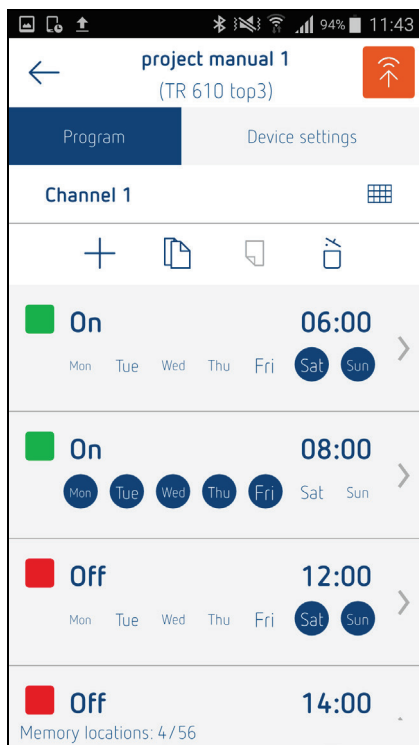 94% 11:43
project manual 1
(TR 610 top3)
Program Device settings
Channel 1
On 06:00
Mon Tue Wed Thu Fri Sat Sun
On 08:00
Mon Tue Wed Thu Fri Sat Sun
Off 12:00
Mon Tue Wed Thu Fri Sat Sun
Off 14:00
Memory locations: 4/56